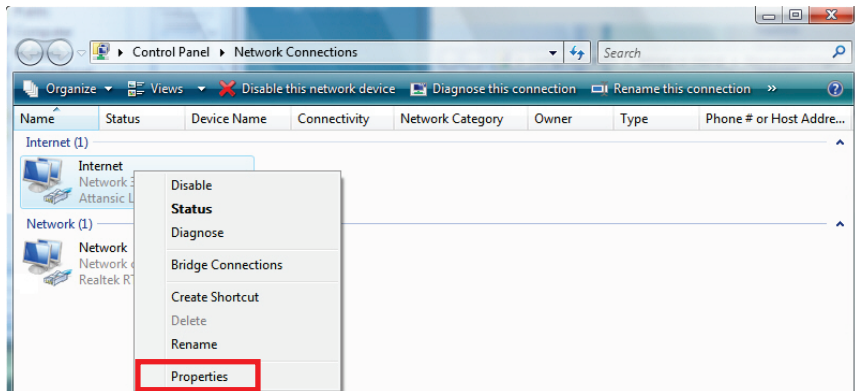 Control Panel Network Connections Search
Organize Views Disable this network device Diagnose this connection Rename this connection » ?
Name Status Device Name Connectivity Network Category Owner Type Phone # or Host Addre...
Internet (1)
Internet
Network
Attansic L
Disable
Status
Diagnose
Bridge Connections
Create Shortcut
Delete
Rename
Properties
Network (1)
Network
Network
Realtek RT